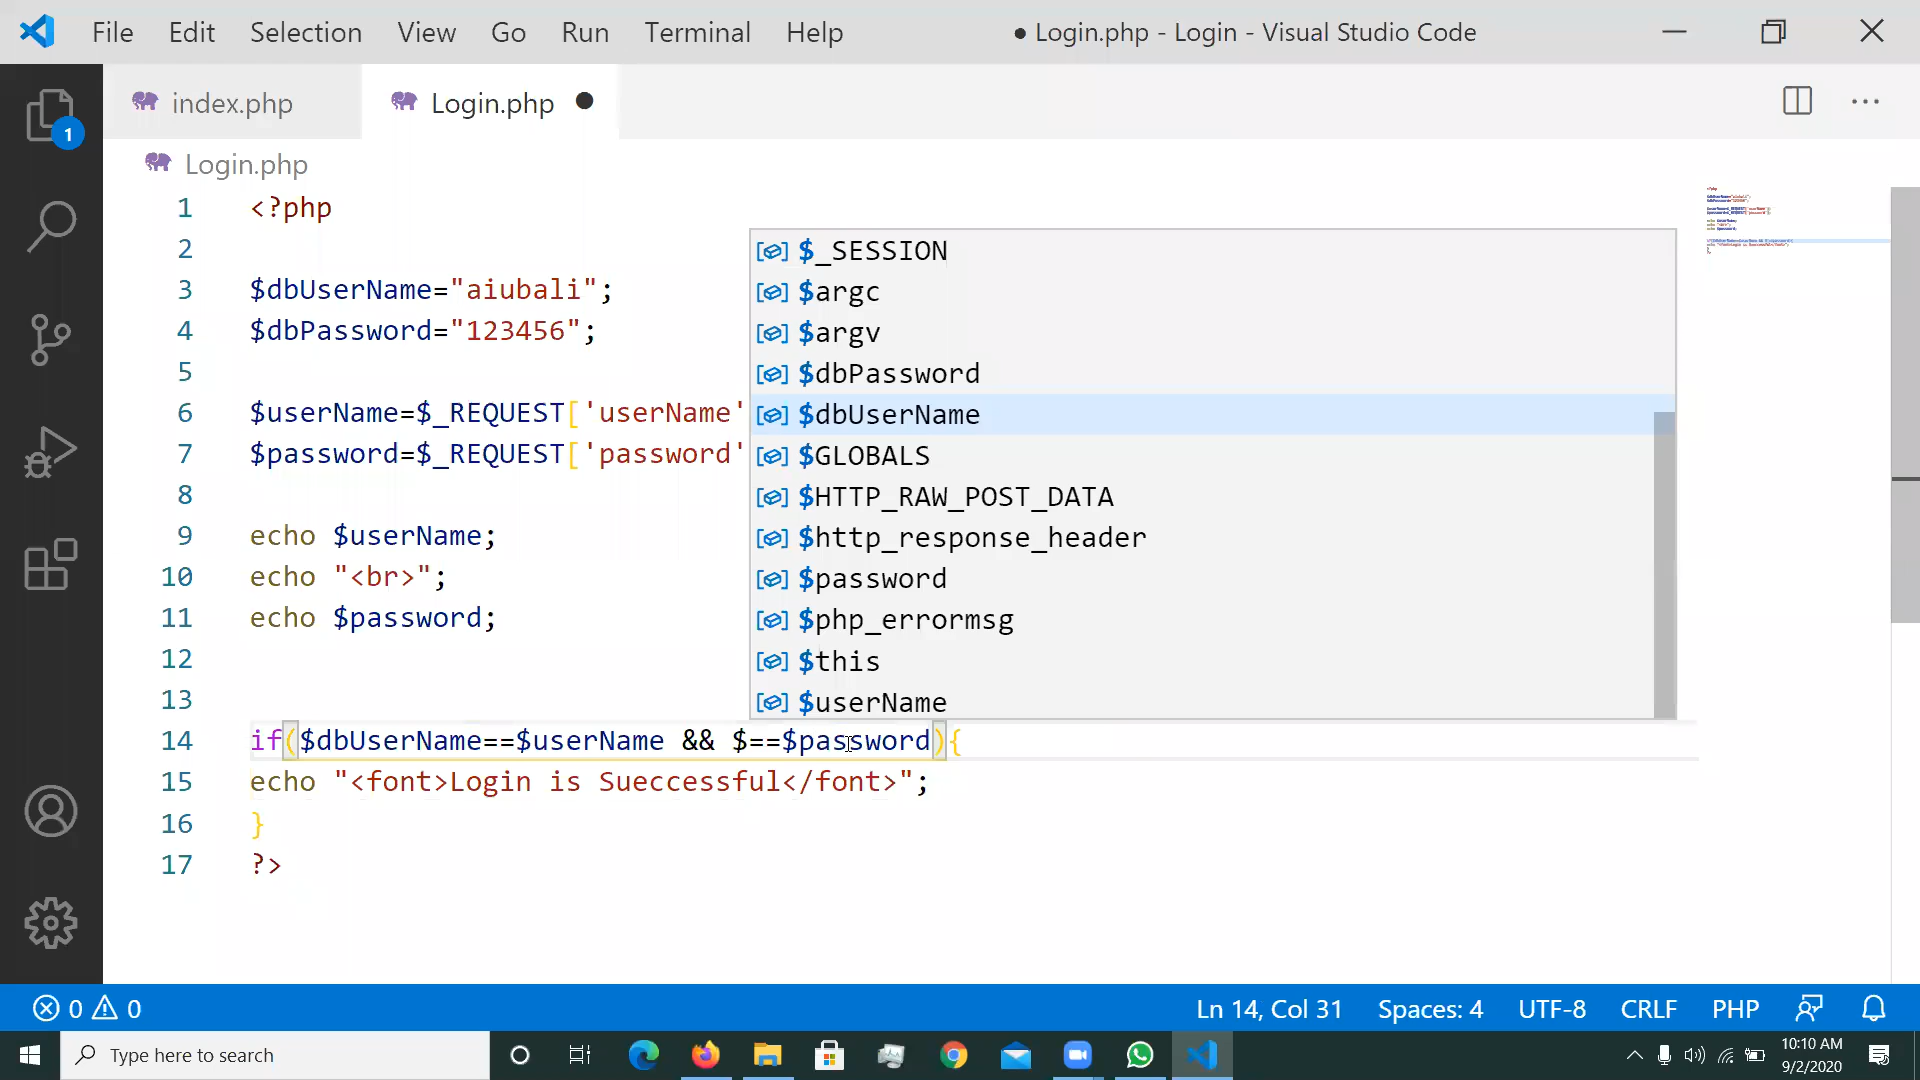 File Edit Selection View Go Run Terminal Help ● Login.php - Login - Visual Studio Code
index.php Login.php ●
1
Login.php
1 <?php
2
3 $dbUserName="aiubali";
4 $dbPassword="123456";
5
6 $userName=$_REQUEST['userName'
7 $password=$_REQUEST['password'
8
9 echo $userName;
10 echo "<br>";
11 echo $password;
12
13
14 if($dbUserName==$userName && $==$password){
15 echo "<font>Login is Sueccessful</font>";
16 }
17 ?>
$_SESSION
$argc
$argv
$dbPassword
$dbUserName
$GLOBALS
$HTTP_RAW_POST_DATA
$http_response_header
$password
$php_errormsg
$this
$userName
0 0 Ln 14, Col 31 Spaces: 4 UTF-8 CRLF PHP
Type here to search
10:10 AM
9/2/2020